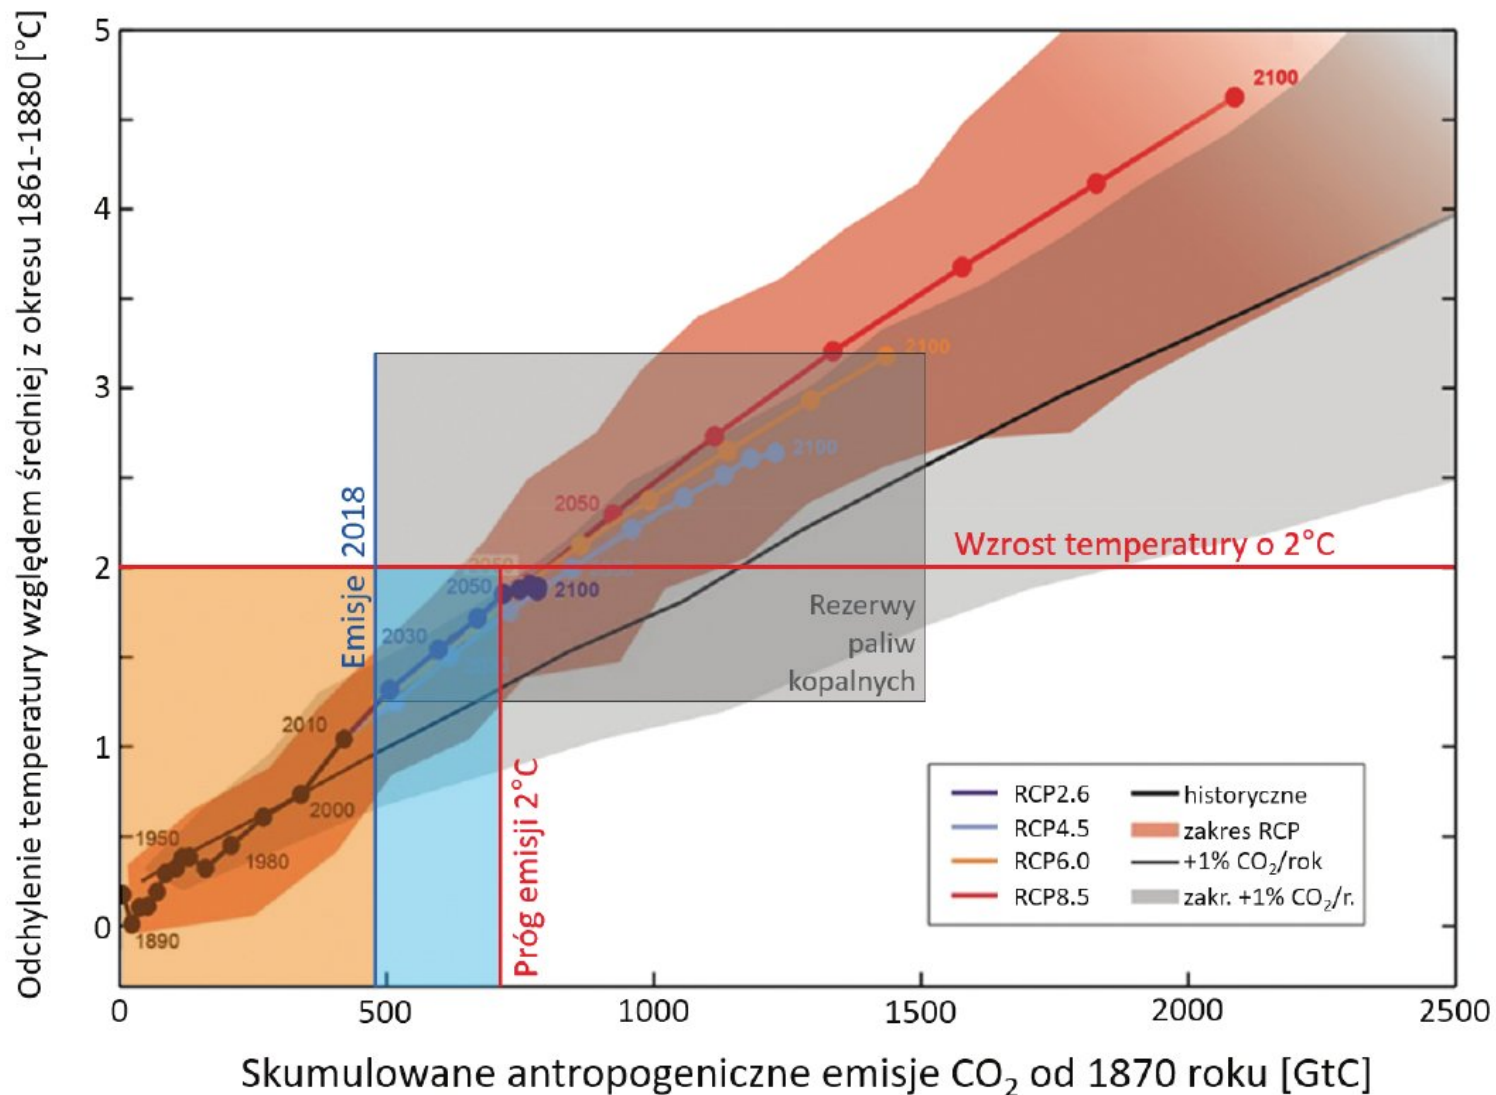 Odchylenie temperatury względem średniej z okresu 1861-1880 [°C]
5
4
3
2
1
0
2100
2100
2100
2050
2050
2050
2100
2030
2010
2000
1980
1950
1890
Emisje 2018
Wzrost temperatury o 2°C
Rezerwy
paliw
kopalnych
Próg emisji 2°C
RCP2.6
RCP4.5
RCP6.0
RCP8.5
historyczne
zakres RCP
+1% CO₂/rok
zakr. +1% CO₂/r.
0
500
1000
1500
2000
2500
Skumulowane antropogeniczne emisje CO₂ od 1870 roku [GtC]